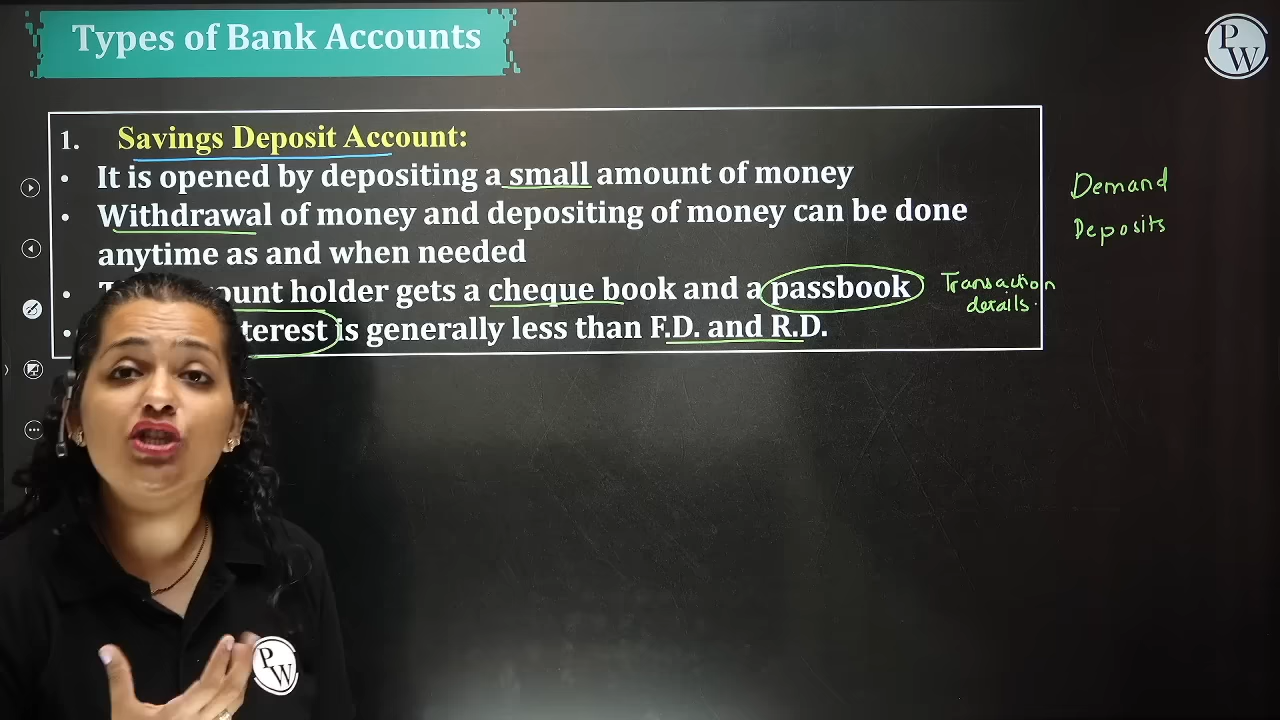 Types of Bank Accounts
PW
1. Savings Deposit Account:
• It is opened by depositing a small amount of money
• Withdrawal of money and depositing of money can be done
anytime as and when needed
Demand
Deposits
• ount holder gets a cheque book and a passbook
Transaction
details.
• terest is generally less than F.D. and R.D.
PW